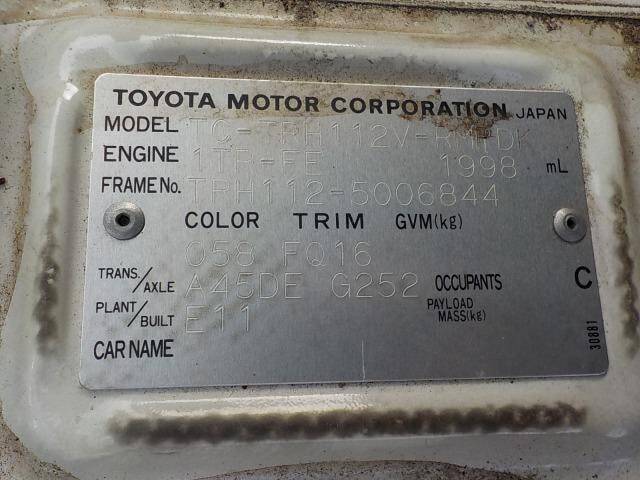 TOYOTA MOTOR CORPORATION JAPAN
MODEL TC-TRH112V-RMTDK
ENGINE 1TR-FE 1998 mL
FRAME No. TRH112-5006844
COLOR TRIM GVM(kg)
058 FQ16
TRANS./AXLE A45DE G252 OCCUPANTS C
PLANT/BUILT E11 PAYLOAD MASS(kg)
CAR NAME
30881